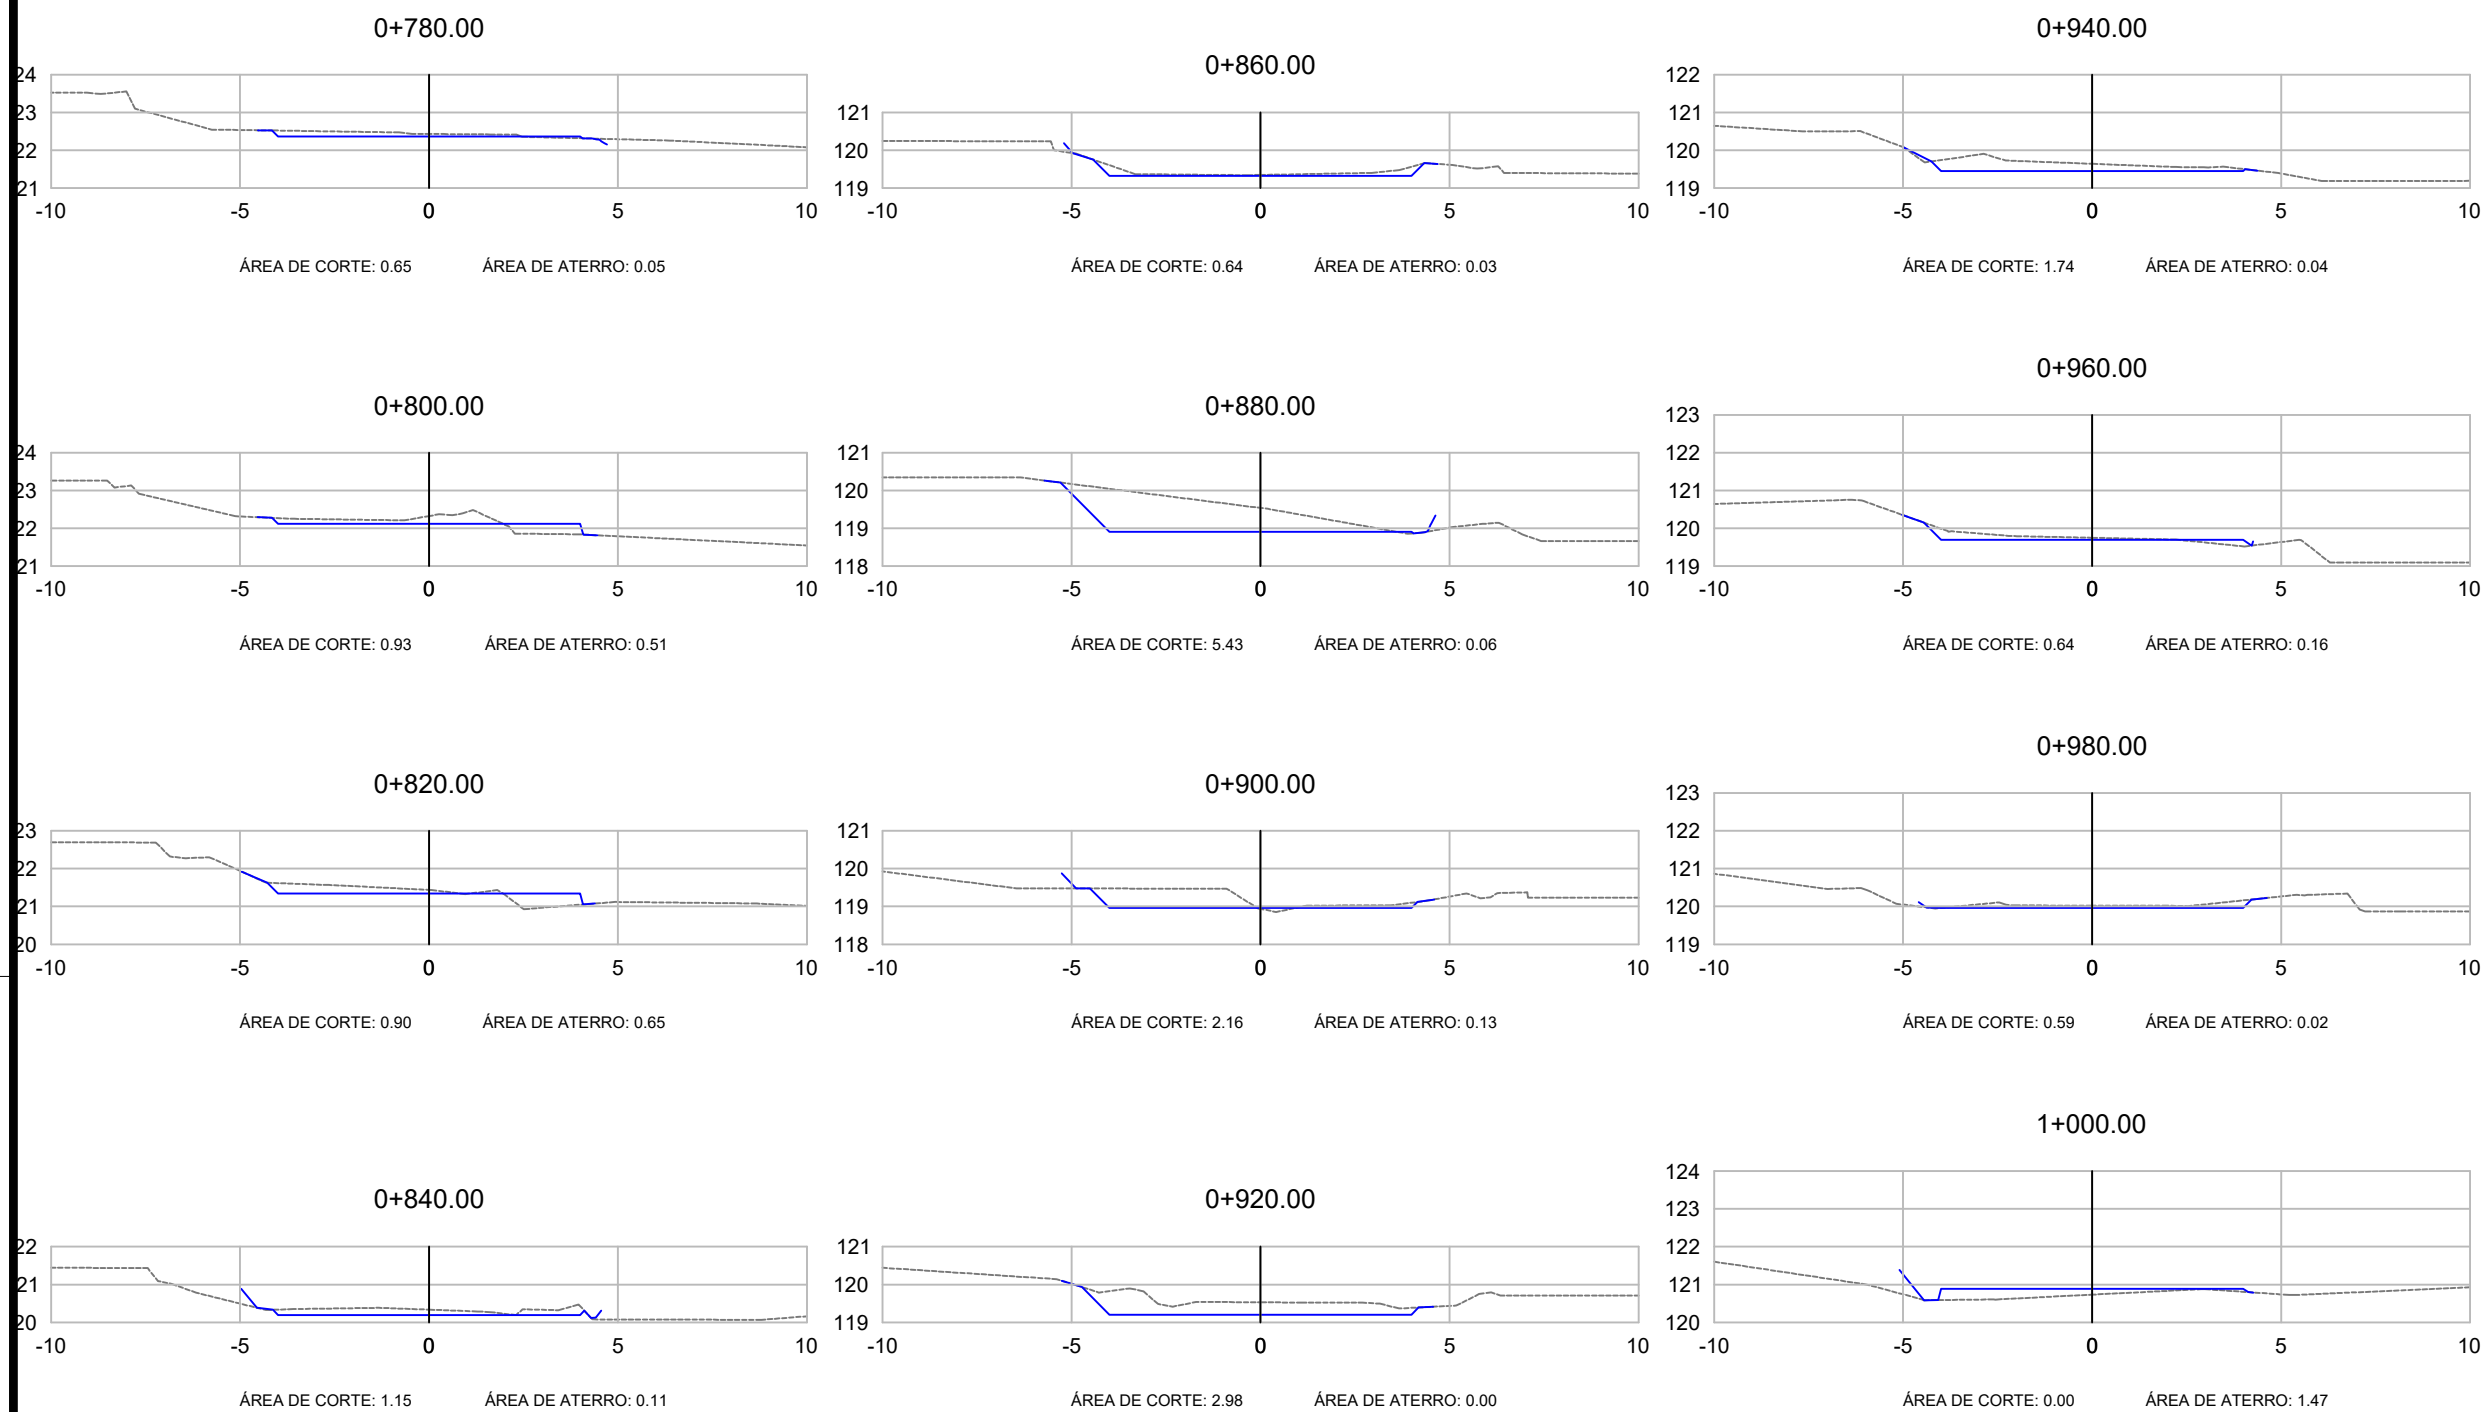 0+780.00
24
23
22
21
-10 -5 0 5 10
ÁREA DE CORTE: 0.65 ÁREA DE ATERRO: 0.05
0+800.00
24
23
22
21
-10 -5 0 5 10
ÁREA DE CORTE: 0.93 ÁREA DE ATERRO: 0.51
0+820.00
23
22
21
20
-10 -5 0 5 10
ÁREA DE CORTE: 0.90 ÁREA DE ATERRO: 0.65
0+840.00
22
21
20
-10 -5 0 5 10
ÁREA DE CORTE: 1.15 ÁREA DE ATERRO: 0.11
0+860.00
121
120
119
-10 -5 0 5 10
ÁREA DE CORTE: 0.64 ÁREA DE ATERRO: 0.03
0+880.00
121
120
119
118
-10 -5 0 5 10
ÁREA DE CORTE: 5.43 ÁREA DE ATERRO: 0.06
0+900.00
121
120
119
118
-10 -5 0 5 10
ÁREA DE CORTE: 2.16 ÁREA DE ATERRO: 0.13
0+920.00
121
120
119
-10 -5 0 5 10
ÁREA DE CORTE: 2.98 ÁREA DE ATERRO: 0.00
0+940.00
122
121
120
119
-10 -5 0 5 10
ÁREA DE CORTE: 1.74 ÁREA DE ATERRO: 0.04
0+960.00
123
122
121
120
119
-10 -5 0 5 10
ÁREA DE CORTE: 0.64 ÁREA DE ATERRO: 0.16
0+980.00
123
122
121
120
119
-10 -5 0 5 10
ÁREA DE CORTE: 0.59 ÁREA DE ATERRO: 0.02
1+000.00
124
123
122
121
120
-10 -5 0 5 10
ÁREA DE CORTE: 0.00 ÁREA DE ATERRO: 1.47